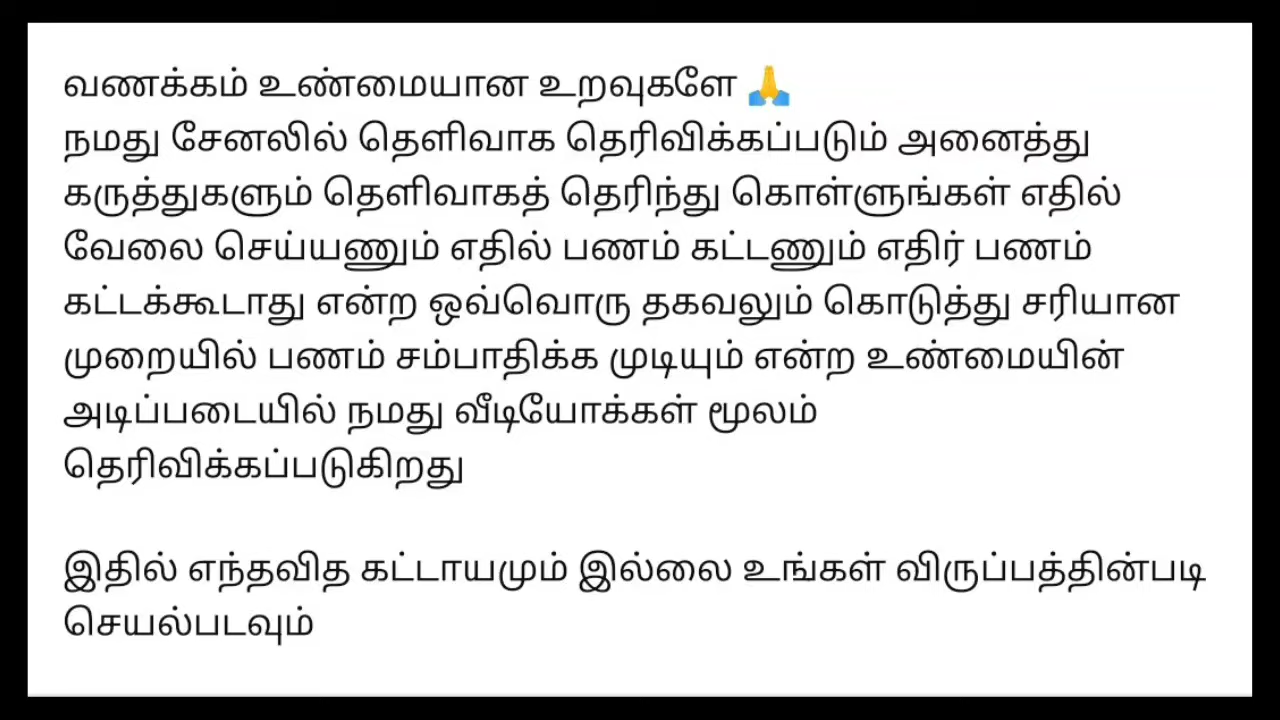 வணக்கம் உண்மையான உறவுகளே 🙏
நமது சேனலில் தெளிவாக தெரிவிக்கப்படும் அனைத்து
கருத்துகளும் தெளிவாகத் தெரிந்து கொள்ளுங்கள் எதில்
வேலை செய்யணும் எதில் பணம் கட்டணும் எதிர் பணம்
கட்டக்கூடாது என்ற ஒவ்வொரு தகவலும் கொடுத்து சரியான
முறையில் பணம் சம்பாதிக்க முடியும் என்ற உண்மையின்
அடிப்படையில் நமது வீடியோக்கள் மூலம்
தெரிவிக்கப்படுகிறது
இதில் எந்தவித கட்டாயமும் இல்லை உங்கள் விருப்பத்தின்படி
செயல்படவும்